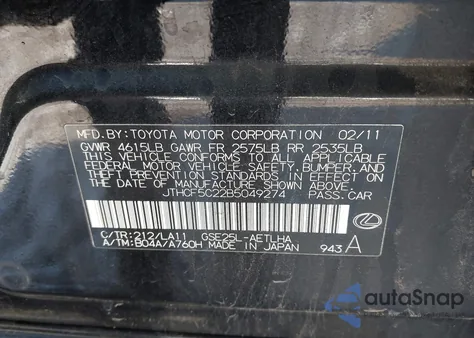 MFD.BY:TOYOTA MOTOR CORPORATION 02/11
GVWR 4615LB GAWR FR 2575LB RR 2535LB
THIS VEHICLE CONFORMS TO ALL APPLICABLE
FEDERAL MOTOR VEHICLE SAFETY, BUMPER, AND
THEFT PREVENTION STANDARDS IN EFFECT ON
THE DATE OF MANUFACTURE SHOWN ABOVE.
JTHCF5C22B5049274 PASS.CAR
C/TR:212/LA11 GSE25L-AETLHA
A/TM:B04A/A760H MADE IN JAPAN 943 A
autoSnap
POWERED BY